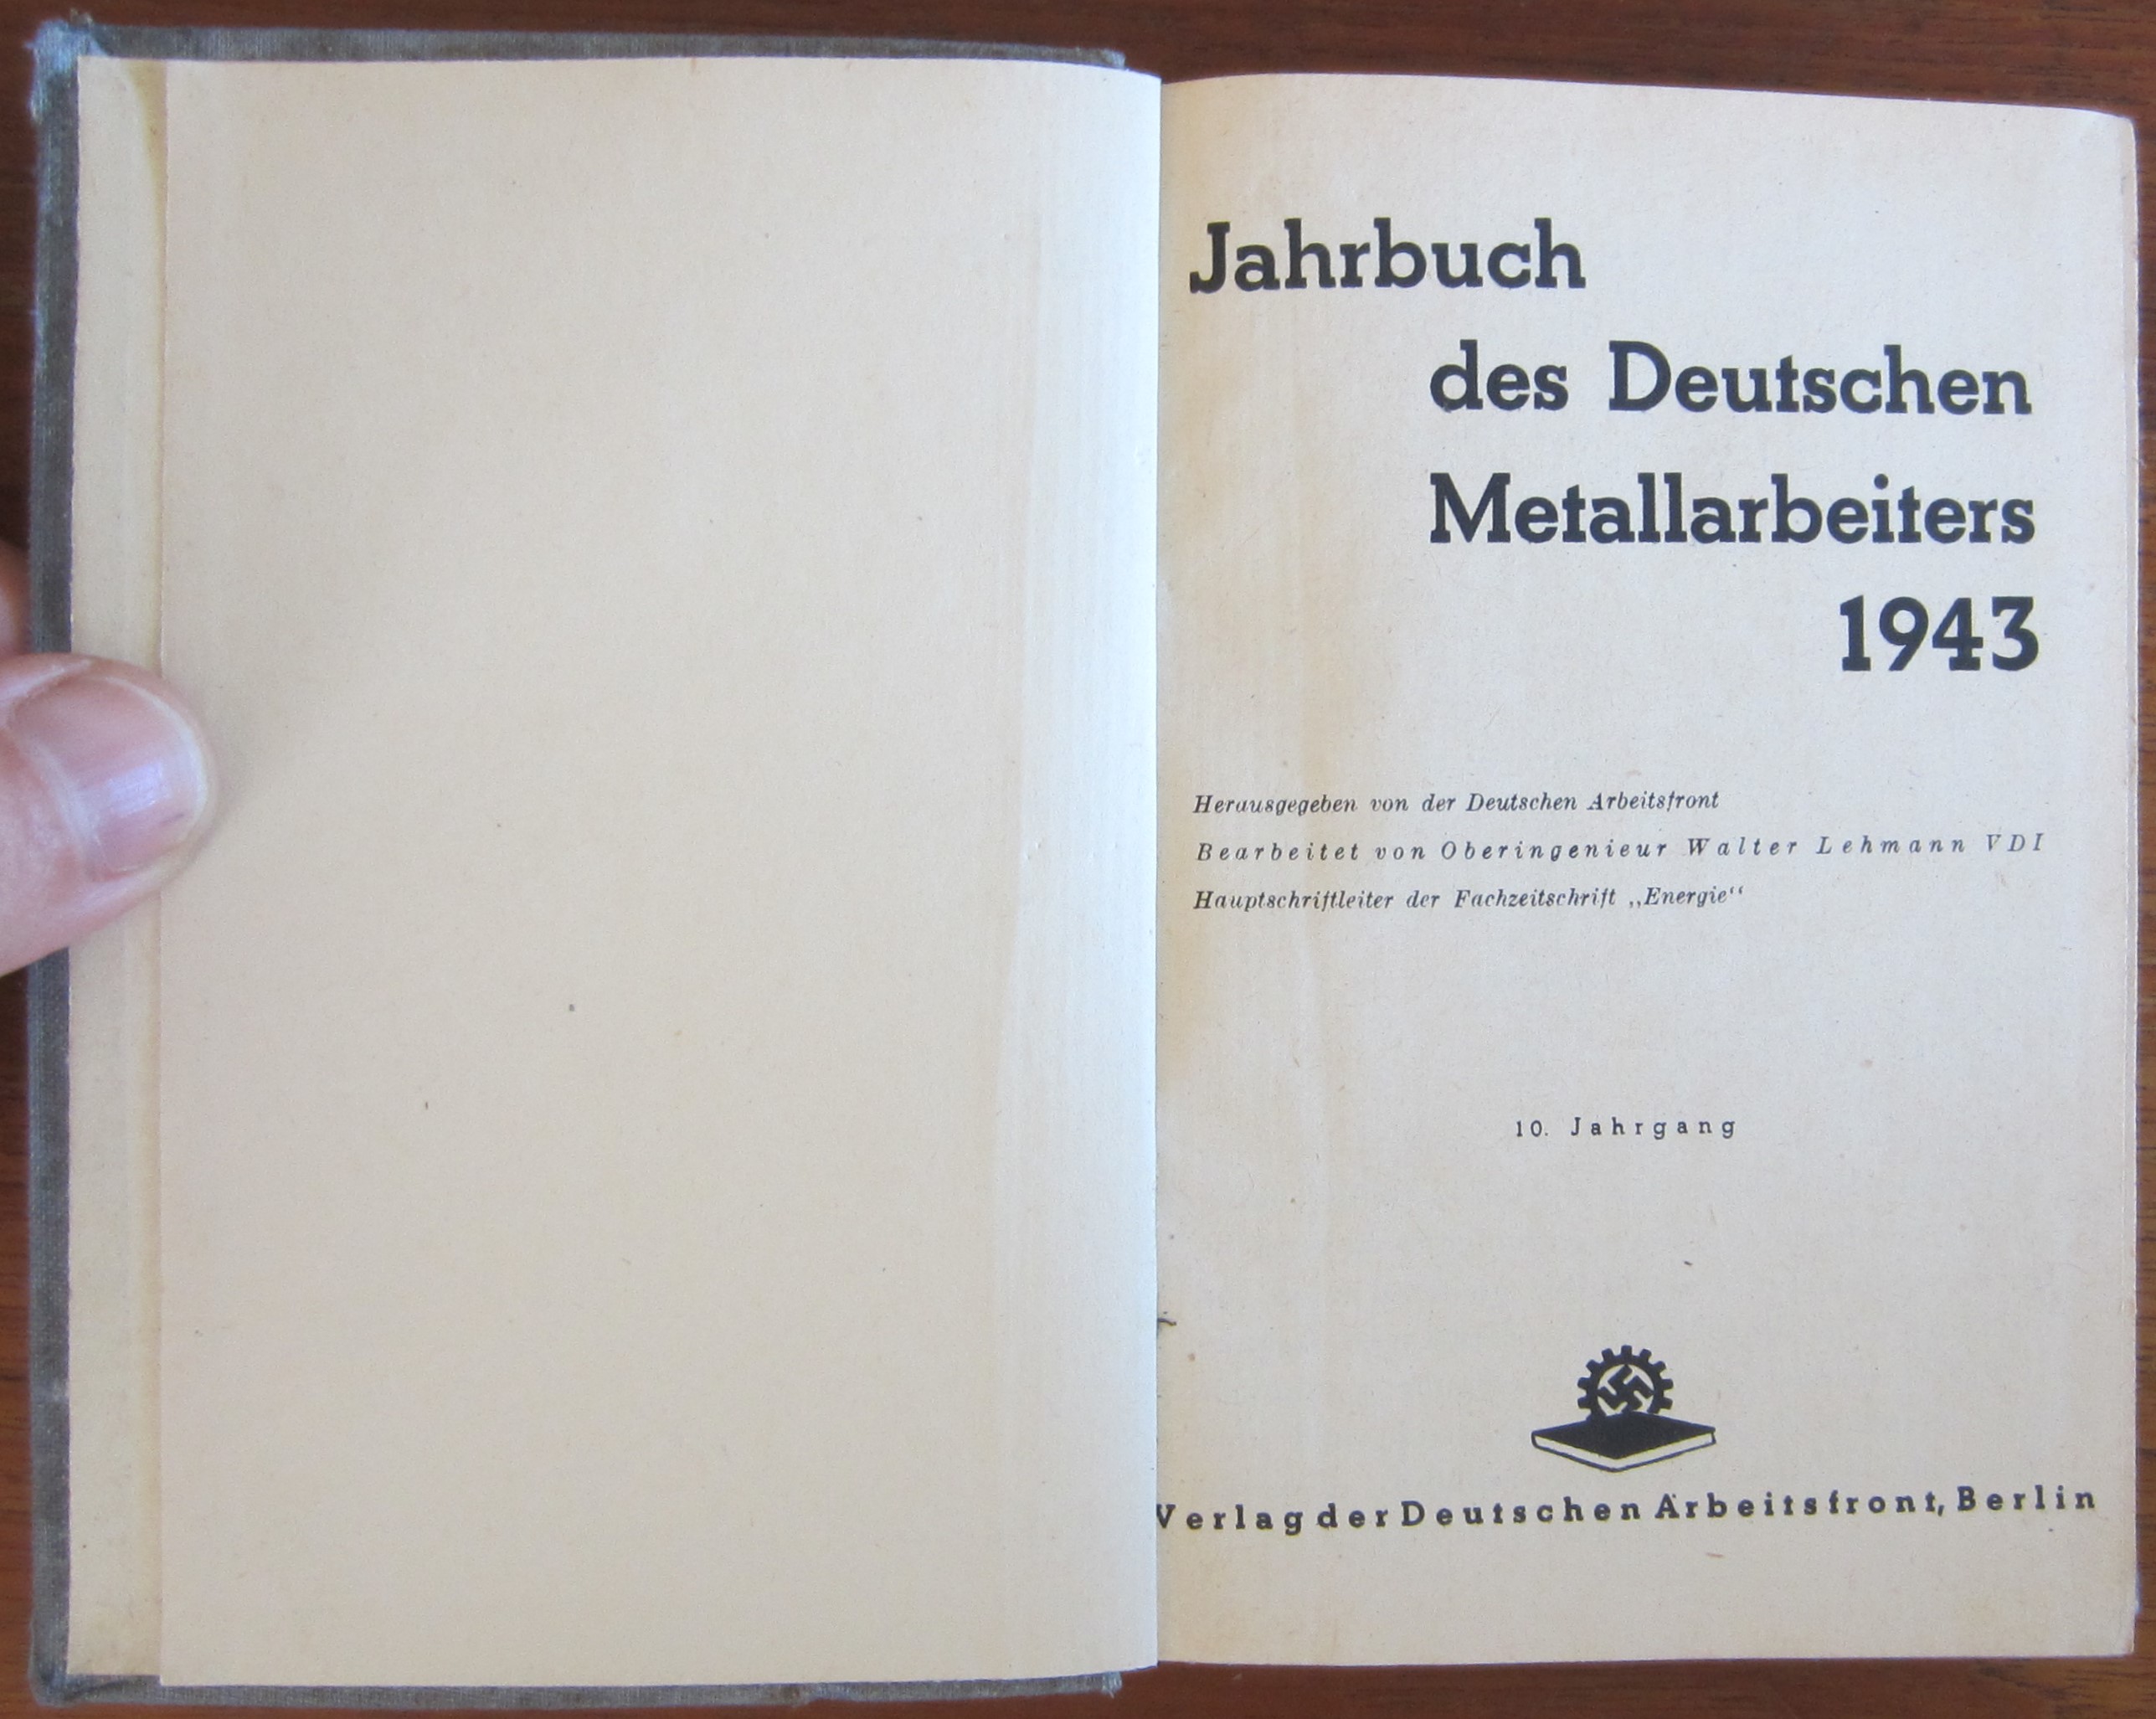 Jahrbuch
des Deutschen
Metallarbeiters
1943
Herausgegeben von der Deutschen Arbeitsfront
Bearbeitet von Oberingenieur Walter Lehmann VDI
Hauptschriftleiter der Fachzeitschrift „Energie“
10. Jahrgang
Verlag der Deutschen Arbeitsfront, Berlin